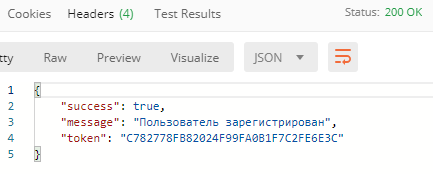 Cookies Headers (4) Test Results Status: 200 OK
etty Raw Preview Visualize JSON
1 {
2 "success": true,
3 "message": "Пользователь зарегистрирован",
4 "token": "C782778FB82024F99FA0B1F7C2FE6E3C"
5 }